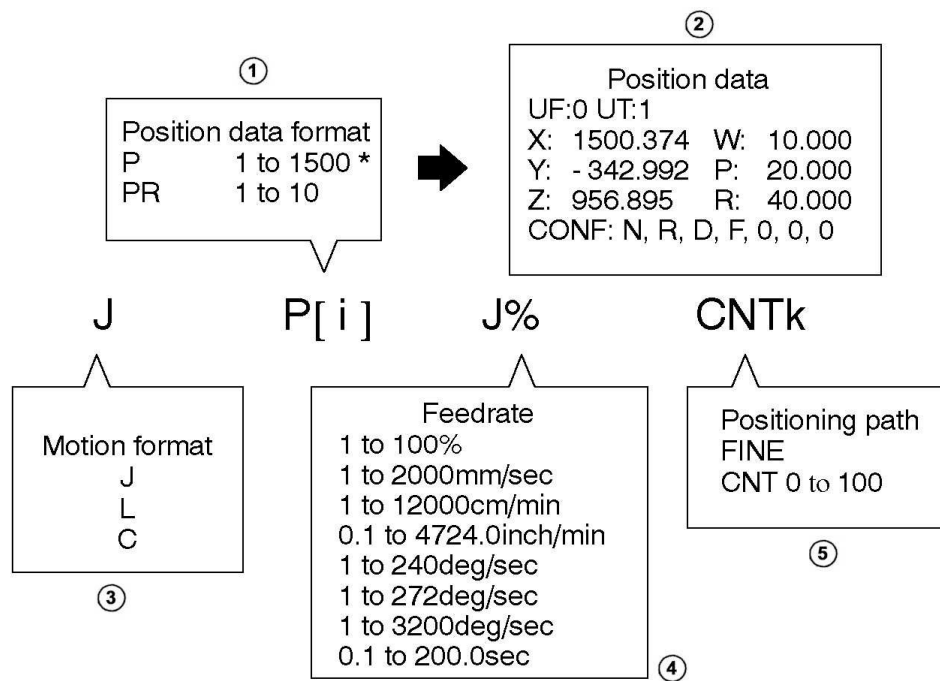 ①
Position data format
P 1 to 1500 *
PR 1 to 10
②
Position data
UF:0 UT:1
X: 1500.374 W: 10.000
Y: - 342.992 P: 20.000
Z: 956.895 R: 40.000
CONF: N, R, D, F, 0, 0, 0
J P[ i ] J% CNTk
Motion format
J
L
C
③
Feedrate
1 to 100%
1 to 2000mm/sec
1 to 12000cm/min
0.1 to 4724.0inch/min
1 to 240deg/sec
1 to 272deg/sec
1 to 3200deg/sec
0.1 to 200.0sec
④
Positioning path
FINE
CNT 0 to 100
⑤